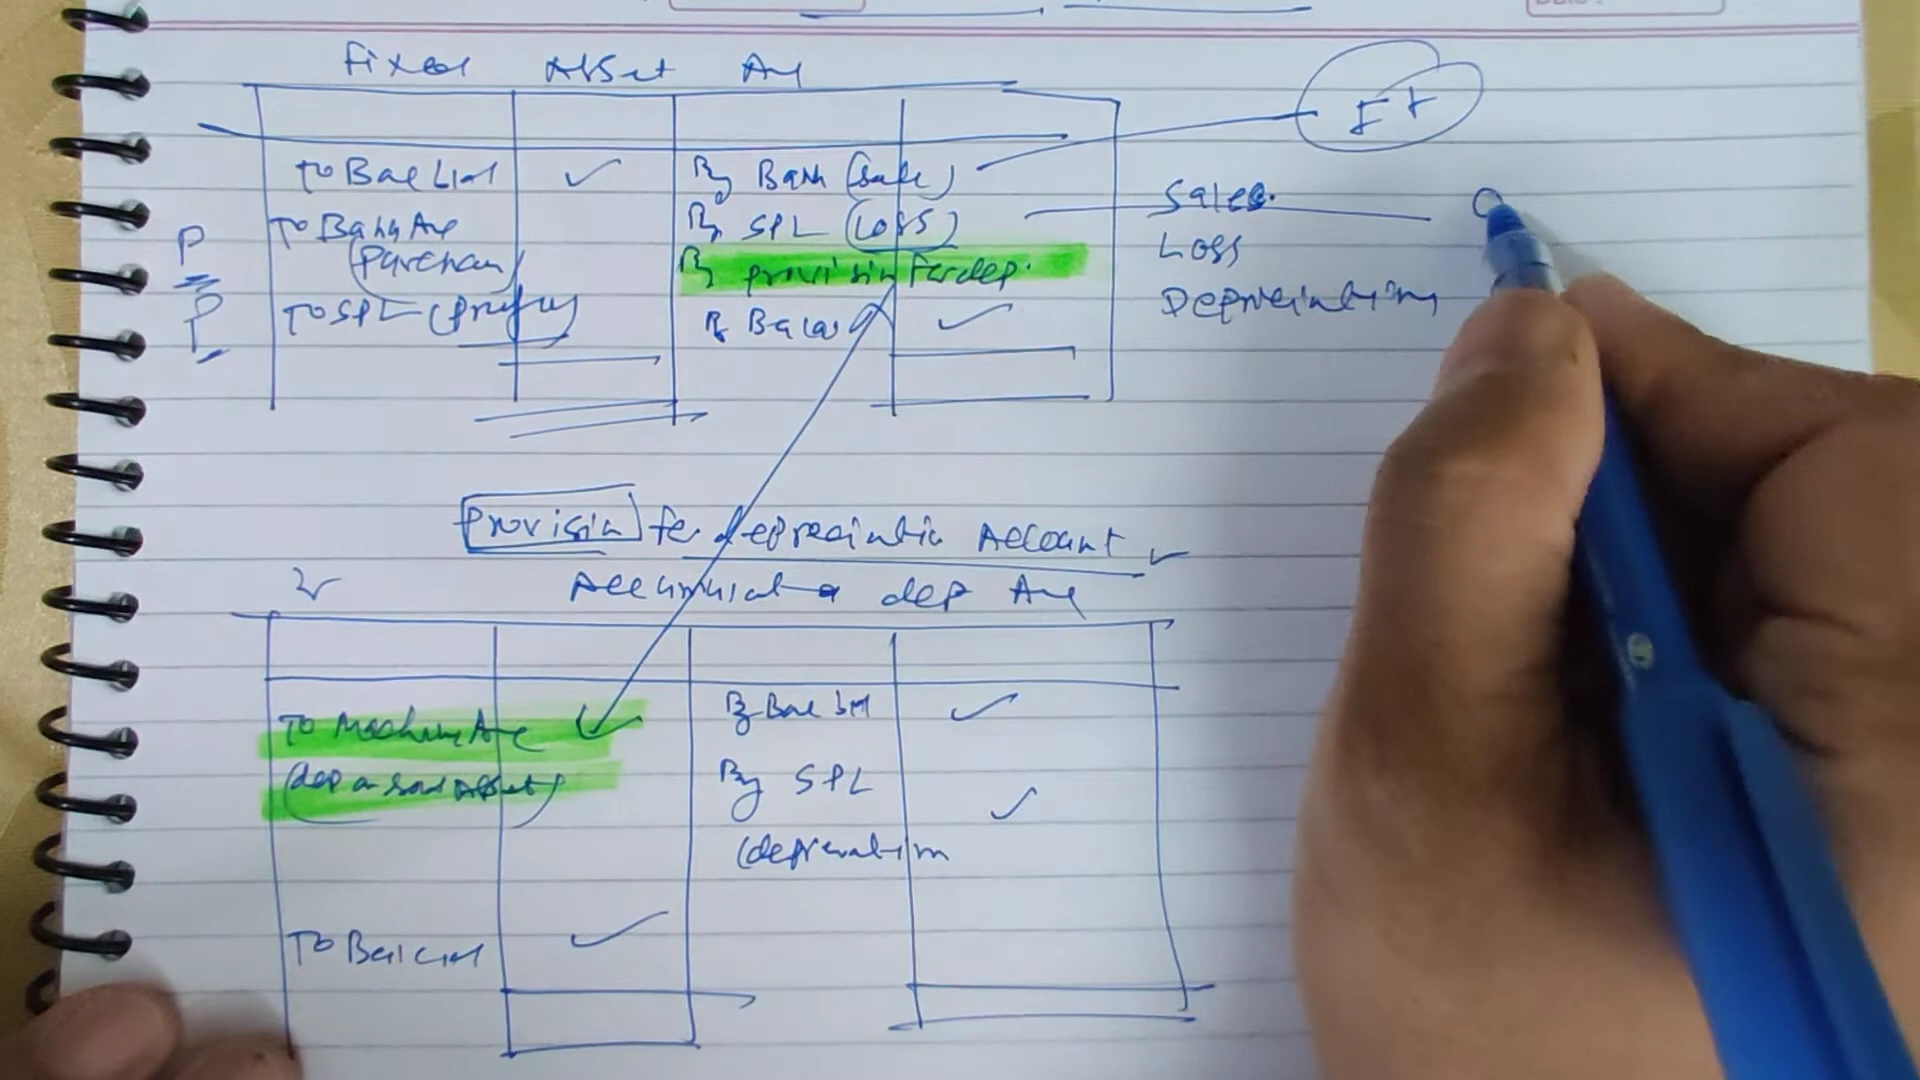 Fixed Asset A/c
To Bal b/d By Bank (Sale)
To Bank A/c By SPL (Loss)
(Purchase) By provision For dep.
To SPL (profit) By Bal c/d
P
P
P
Sales.
Loss
Depreciation
Provision for depreciation Account
Accumulated dep A/c
To Machinery A/c By Bal b/d
(dep on sold Asset) By SPL
(depreciation
To Bal c/d